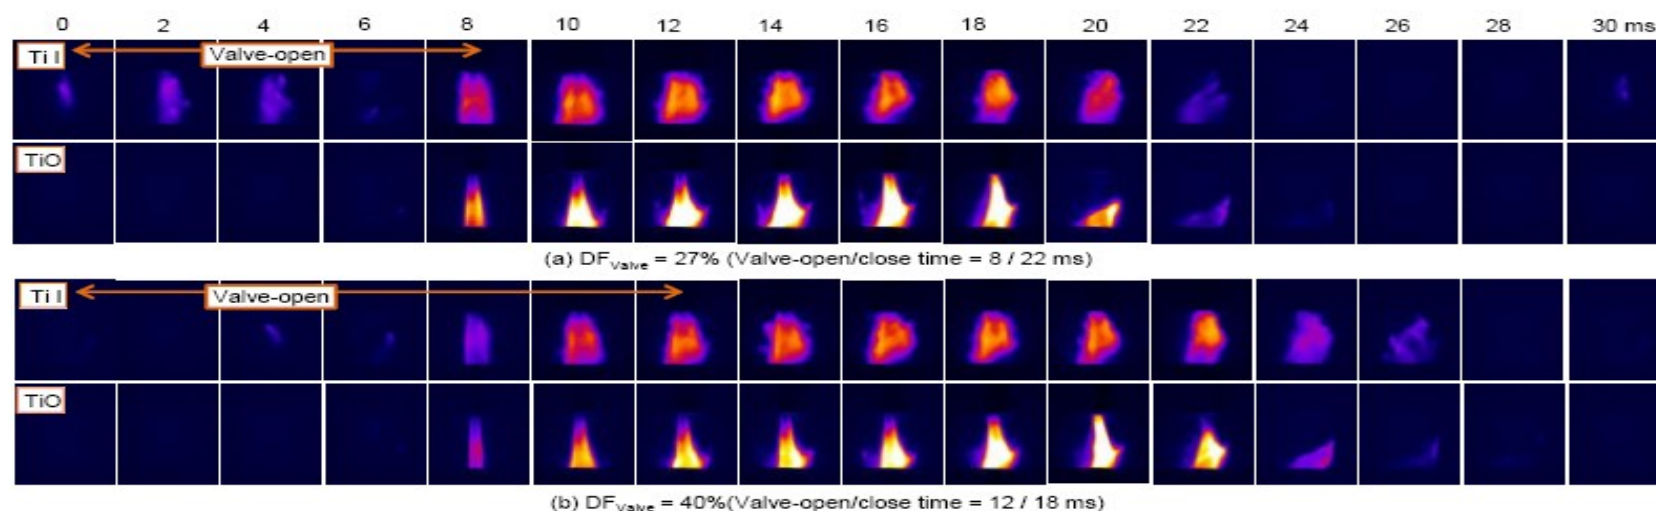 0 2 4 6 8 10 12 14 16 18 20 22 24 26 28 30 ms
Ti I Valve-open
TiO
(a) DFValve = 27% (Valve-open/close time = 8 / 22 ms)
Ti I Valve-open
TiO
(b) DFValve = 40%(Valve-open/close time = 12 / 18 ms)